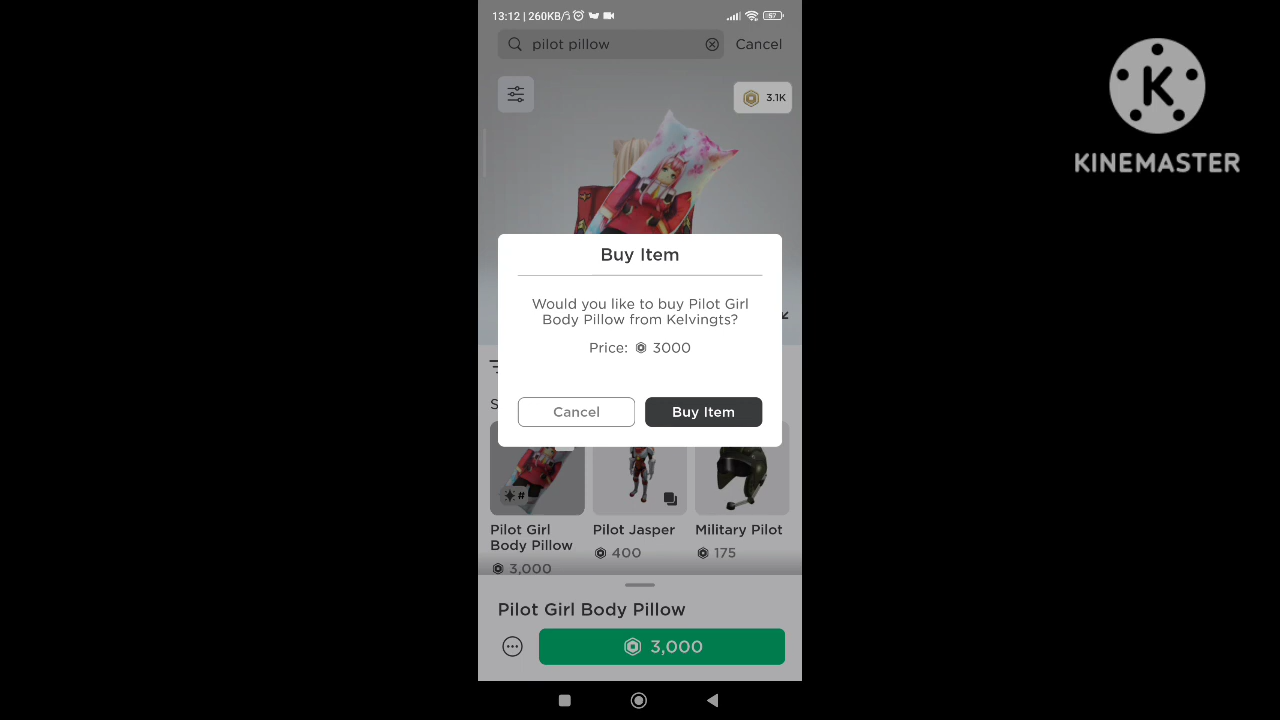 13:12 | 260KB/s
pilot pillow
Cancel
3.1K
K
KINEMASTER
Buy Item
Would you like to buy Pilot Girl
Body Pillow from Kelvingts?
Price: 3000
Cancel
Buy Item
S
#
Pilot Girl
Body Pillow
3,000
Pilot Jasper
400
Military Pilot
175
Pilot Girl Body Pillow
3,000